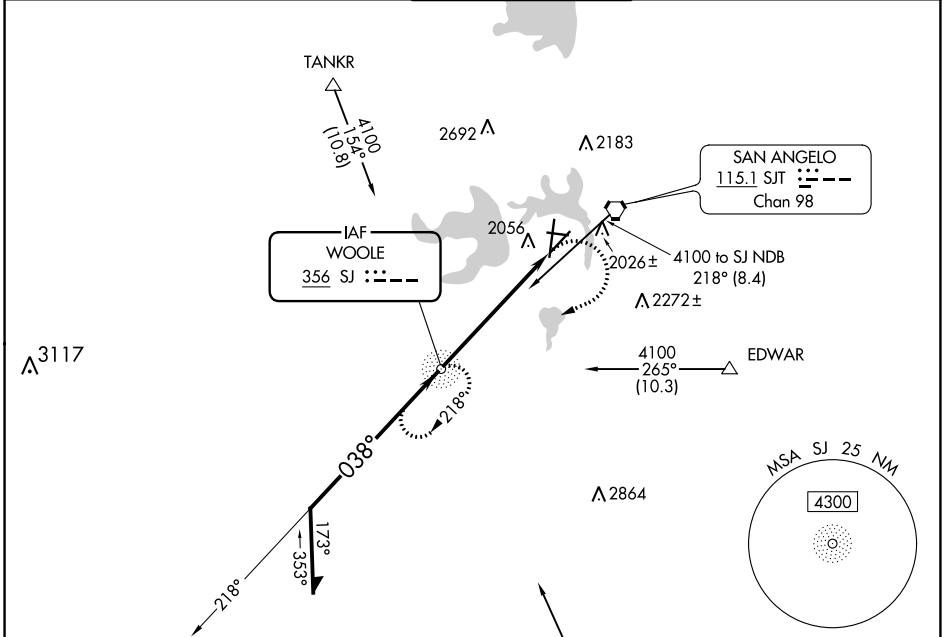 TANKR
4100
154°
(10.8)
2692
2183
SAN ANGELO
115.1 SJT
Chan 98
IAF
WOOLE
356 SJ
2056
2026±
4100 to SJ NDB
218° (8.4)
2272±
3117
4100
265°
(10.3)
EDWAR
218°
038°
2864
MSA SJ 25 NM
4300
173°
353°
218°